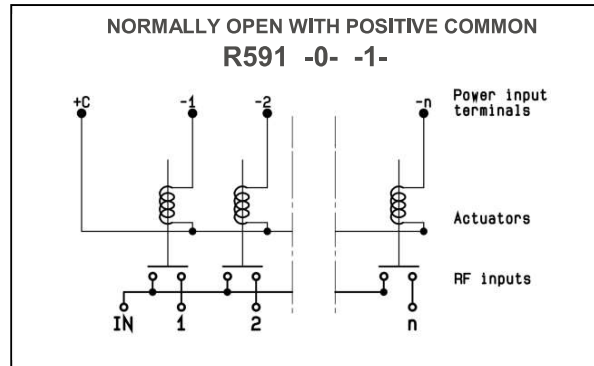 NORMALLY OPEN WITH POSITIVE COMMON
R591 -0- -1-
+C -1 -2 -n Power input
terminals
Actuators
RF inputs
IN 1 2 n